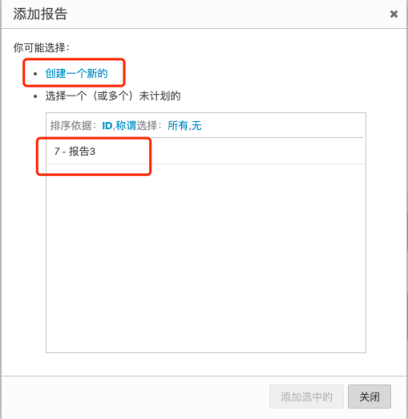 添加报告
你可能选择：
创建一个新的
选择一个（或多个）未计划的
排序依据：ID,称谓选择：所有,无
7 - 报告3
添加选中的 关闭